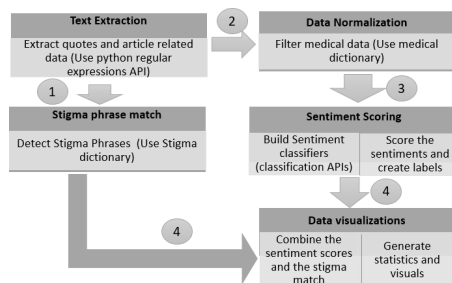 Text Extraction
Extract quotes and article related
data (Use python regular
expressions API)
2
Data Normalization
Filter medical data (Use medical
dictionary)
1
3
Stigma phrase match
Detect Stigma Phrases (Use Stigma
dictionary)
Sentiment Scoring
Build Sentiment
classifiers
(classification APIs)
Score the
sentiments and
create labels
4
4
Data visualizations
Combine the
sentiment scores
and the stigma
match
Generate
statistics and
visuals